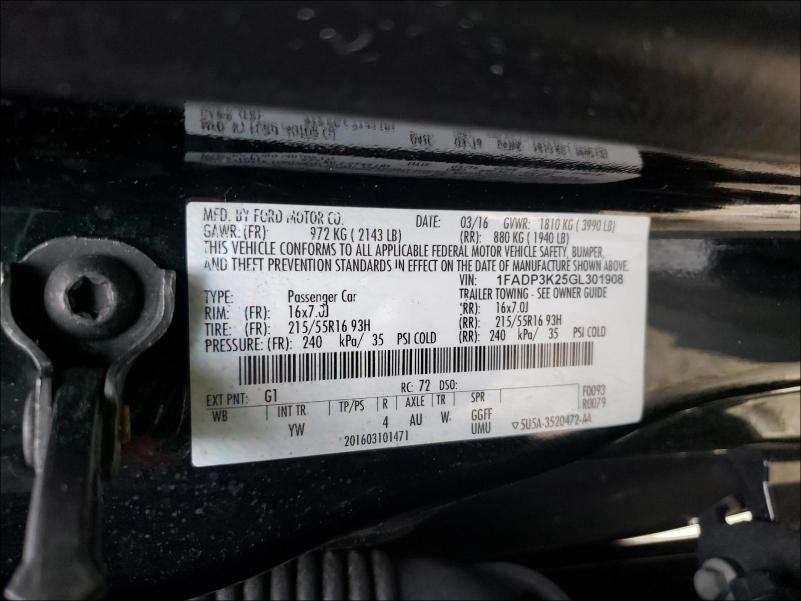 MFD. BY FORD MOTOR CO. DATE: 03/16 GVWR: 1810 KG ( 3990 LB)
GAWR: (FR) 972 KG ( 2143 LB) (RR): 880 KG ( 1940 LB)
THIS VEHICLE CONFORMS TO ALL APPLICABLE FEDERAL MOTOR VEHICLE SAFETY, BUMPER,
AND THEFT PREVENTION STANDARDS IN EFFECT ON THE DATE OF MANUFACTURE SHOWN ABOVE.
VIN: 1FADP3K25GL301908
TYPE: Passenger Car TRAILER TOWING - SEE OWNER GUIDE
RIM: (FR): 16x7.0J (RR): 16x7.0J
TIRE: (FR): 215/55R16 93H (RR): 215/55R16 93H
PRESSURE: (FR): 240 kPa/ 35 PSI COLD (RR): 240 kPa/ 35 PSI COLD
EXT PNT: G1 RC: 72 DSO: F0093
R0079
WB INT TR. TP/PS R AXLE TR SPR
YW 4 AU W. GGFF
UMU
201603101471 5U5A-3520472-AA